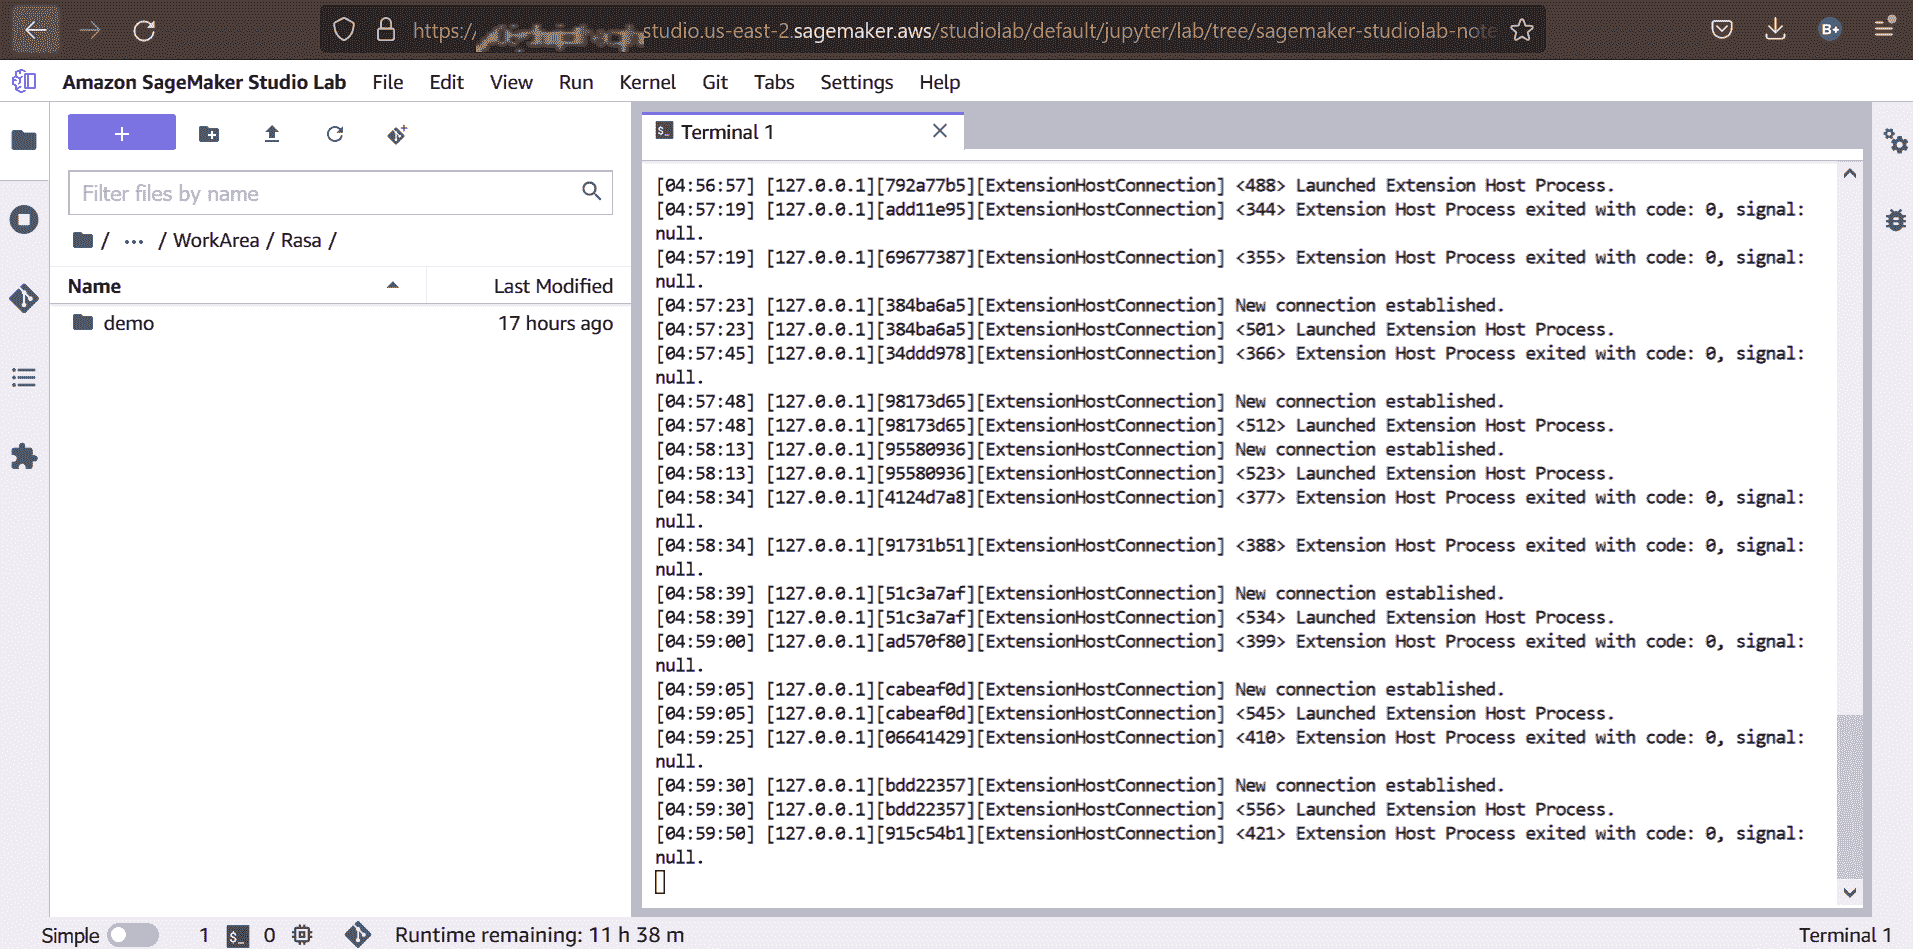 https:// studio.us-east-2.sagemaker.aws/studiolab/default/jupyter/lab/tree/sagemaker-studiolab-note
B+
Amazon SageMaker Studio Lab File Edit View Run Kernel Git Tabs Settings Help
+
Filter files by name
/ ... / WorkArea / Rasa /
Name Last Modified
demo 17 hours ago
Terminal 1
[04:56:57] [127.0.0.1][792a77b5][ExtensionHostConnection] <488> Launched Extension Host Process.
[04:57:19] [127.0.0.1][add11e95][ExtensionHostConnection] <344> Extension Host Process exited with code: 0, signal:
null.
[04:57:19] [127.0.0.1][69677387][ExtensionHostConnection] <355> Extension Host Process exited with code: 0, signal:
null.
[04:57:23] [127.0.0.1][384ba6a5][ExtensionHostConnection] New connection established.
[04:57:23] [127.0.0.1][384ba6a5][ExtensionHostConnection] <501> Launched Extension Host Process.
[04:57:45] [127.0.0.1][34ddd978][ExtensionHostConnection] <366> Extension Host Process exited with code: 0, signal:
null.
[04:57:48] [127.0.0.1][98173d65][ExtensionHostConnection] New connection established.
[04:57:48] [127.0.0.1][98173d65][ExtensionHostConnection] <512> Launched Extension Host Process.
[04:58:13] [127.0.0.1][95580936][ExtensionHostConnection] New connection established.
[04:58:13] [127.0.0.1][95580936][ExtensionHostConnection] <523> Launched Extension Host Process.
[04:58:34] [127.0.0.1][4124d7a8][ExtensionHostConnection] <377> Extension Host Process exited with code: 0, signal:
null.
[04:58:34] [127.0.0.1][91731b51][ExtensionHostConnection] <388> Extension Host Process exited with code: 0, signal:
null.
[04:58:39] [127.0.0.1][51c3a7af][ExtensionHostConnection] New connection established.
[04:58:39] [127.0.0.1][51c3a7af][ExtensionHostConnection] <534> Launched Extension Host Process.
[04:59:00] [127.0.0.1][ad570f80][ExtensionHostConnection] <399> Extension Host Process exited with code: 0, signal:
null.
[04:59:05] [127.0.0.1][cabeaf0d][ExtensionHostConnection] New connection established.
[04:59:05] [127.0.0.1][cabeaf0d][ExtensionHostConnection] <545> Launched Extension Host Process.
[04:59:25] [127.0.0.1][06641429][ExtensionHostConnection] <410> Extension Host Process exited with code: 0, signal:
null.
[04:59:30] [127.0.0.1][bdd22357][ExtensionHostConnection] New connection established.
[04:59:30] [127.0.0.1][bdd22357][ExtensionHostConnection] <556> Launched Extension Host Process.
[04:59:50] [127.0.0.1][915c54b1][ExtensionHostConnection] <421> Extension Host Process exited with code: 0, signal:
null.
Simple 1 $_ 0 Runtime remaining: 11 h 38 m Terminal 1